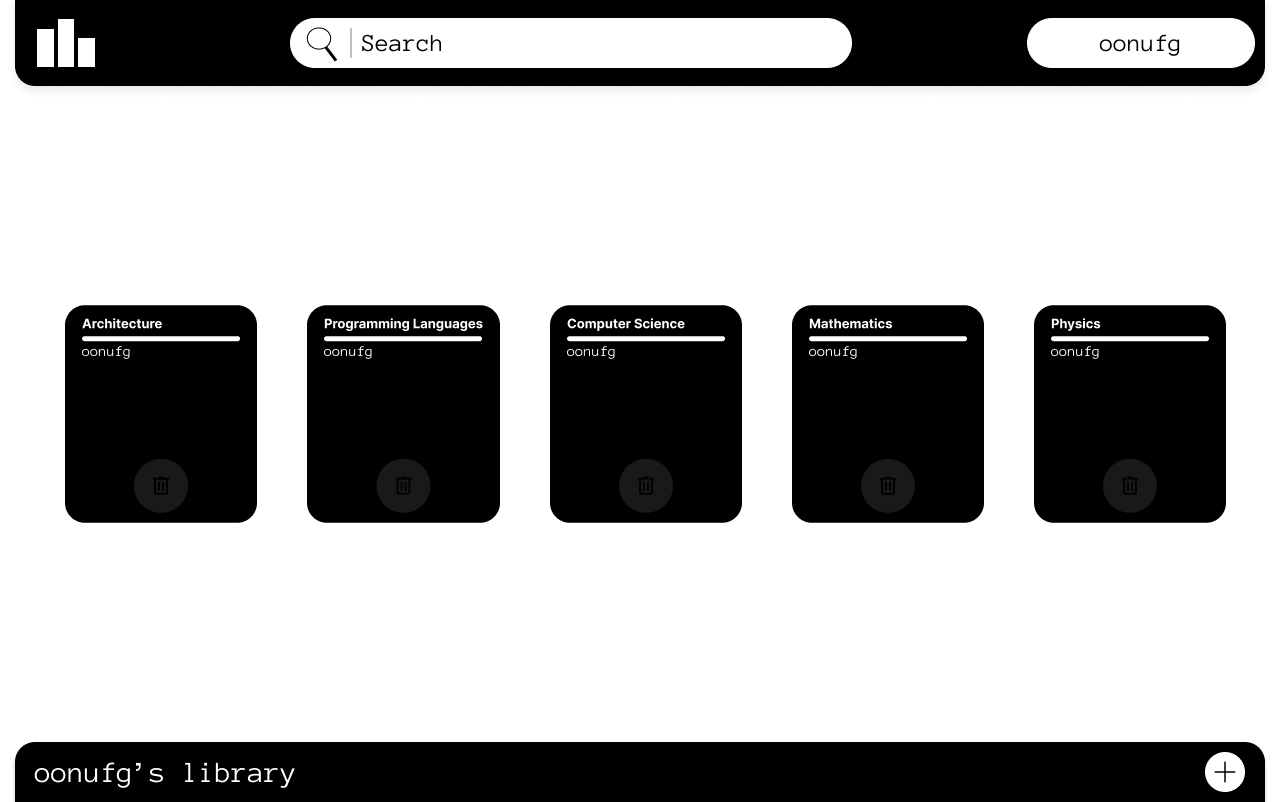 Search
oonufg
Architecture
oonufg
Programming Languages
oonufg
Computer Science
oonufg
Mathematics
oonufg
Physics
oonufg
oonufg’s library